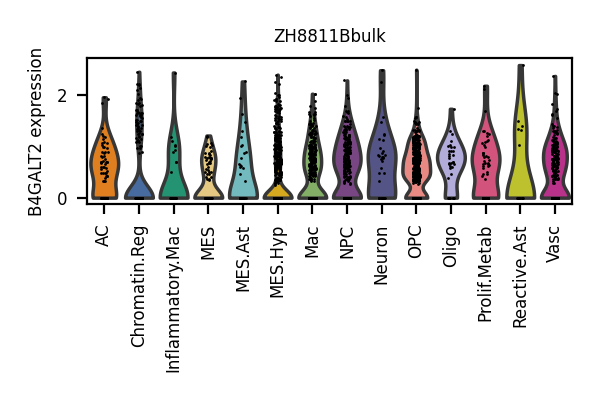 ZH8811Bbulk
B4GALT2 expression
2
0
AC
Chromatin.Reg
Inflammatory.Mac
MES
MES.Ast
MES.Hyp
Mac
NPC
Neuron
OPC
Oligo
Prolif.Metab
Reactive.Ast
Vasc